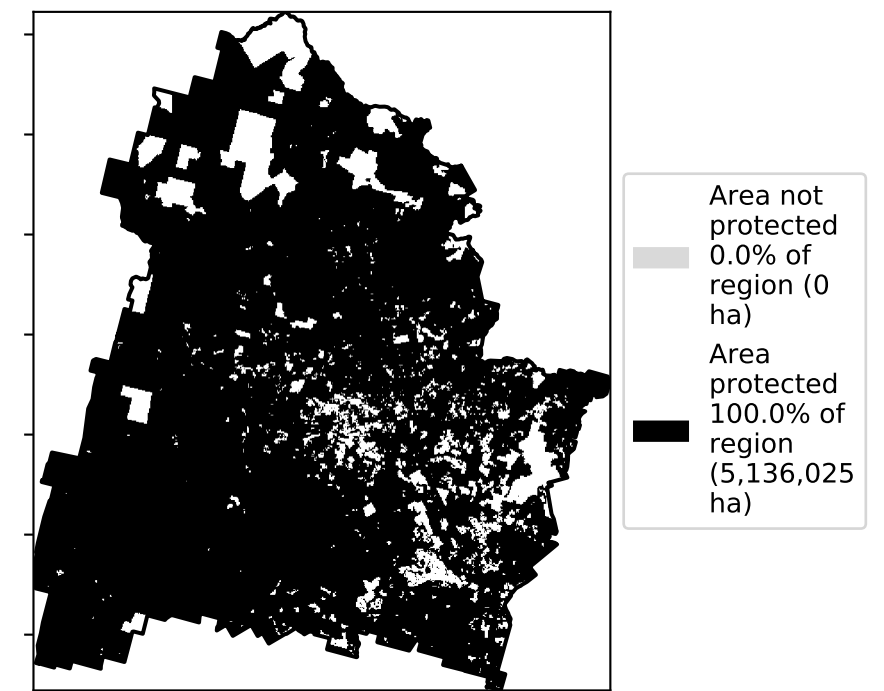 Area not
protected
0.0% of
region (0
ha)
Area
protected
100.0% of
region
(5,136,025
ha)